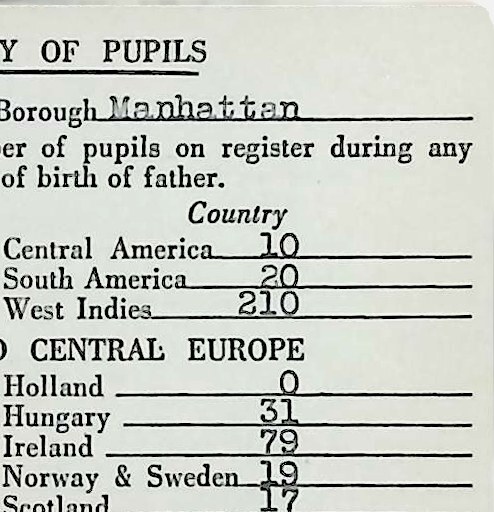 Y OF PUPILS
Borough Manhattan
er of pupils on register during any
of birth of father.
Country
Central America 10
South America 20
West Indies 210
CENTRAL EUROPE
Holland 0
Hungary 31
Ireland 79
Norway & Sweden 19
Scotland 17